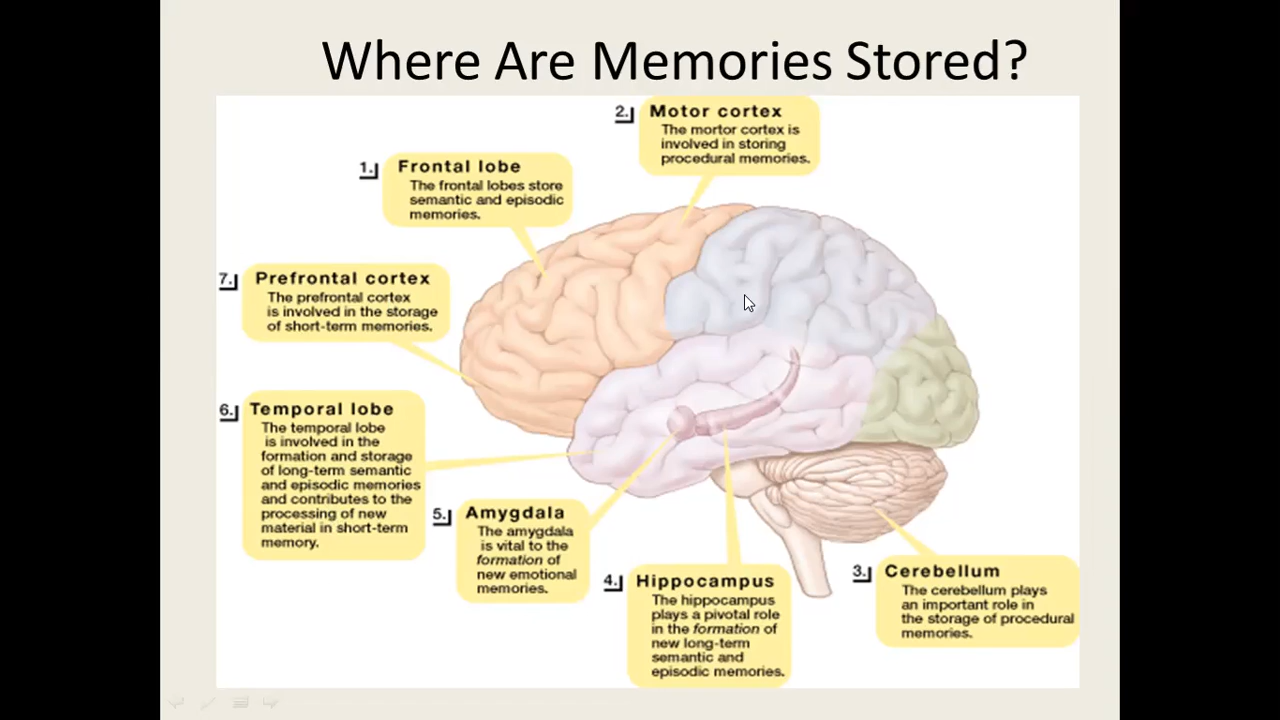 Where Are Memories Stored?
1.
Frontal lobe
The frontal lobes store
semantic and episodic
memories.
2.
Motor cortex
The mortor cortex is
involved in storing
procedural memories.
3.
Cerebellum
The cerebellum plays
an important role in
the storage of procedural
memories.
4.
Hippocampus
The hippocampus
plays a pivotal role
in the formation of
new long-term
semantic and
episodic memories.
5.
Amygdala
The amygdala
is vital to the
formation of
new emotional
memories.
6.
Temporal lobe
The temporal lobe
is involved in the
formation and storage
of long-term semantic
and episodic memories
and contributes to the
processing of new
material in short-term
memory.
7.
Prefrontal cortex
The prefrontal cortex
is involved in the storage
of short-term memories.